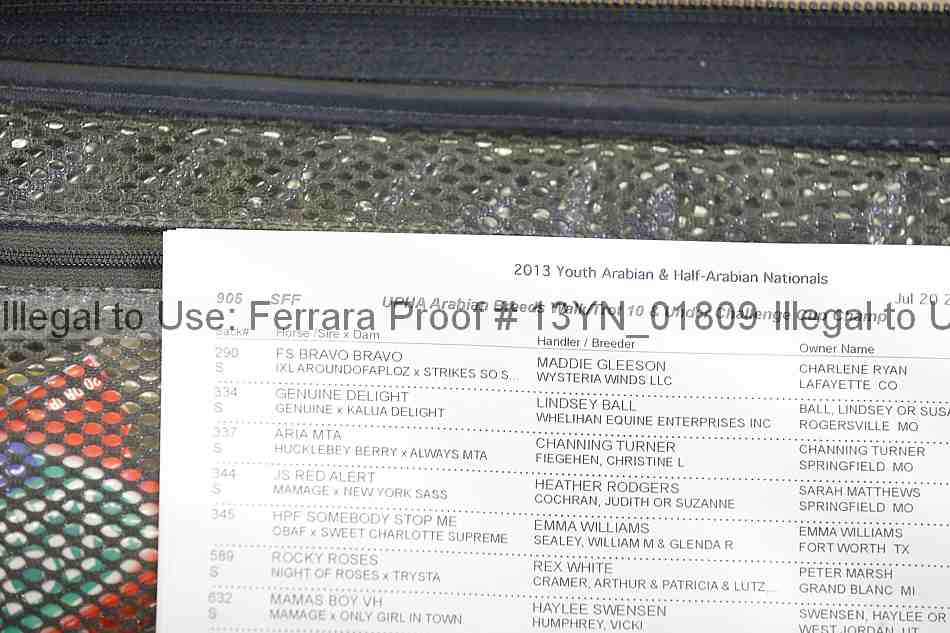 2013 Youth Arabian & Half-Arabian Nationals
Jul 20 2
905 SFF UPHA Arabian Breeds Walk/Trot 10 & Under Challenge Cup Champ
Illegal to Use: Ferrara Proof # 13YN_01809 Illegal to U
Back# Horse /Sire x Dam Handler / Breeder Owner Name
290 FS BRAVO BRAVO MADDIE GLEESON CHARLENE RYAN
S IXL AROUNDOFAPLOZ x STRIKES SO S... WYSTERIA WINDS LLC LAFAYETTE CO
334 GENUINE DELIGHT LINDSEY BALL BALL, LINDSEY OR SUSA
S GENUINE x KALUA DELIGHT WHELIHAN EQUINE ENTERPRISES INC ROGERSVILLE MO
337 ARIA MTA CHANNING TURNER CHANNING TURNER
S HUCKLEBEY BERRY x ALWAYS MTA FIEGEHEN, CHRISTINE L SPRINGFIELD MO
344 JS RED ALERT HEATHER RODGERS SARAH MATTHEWS
S MAMAGE x NEW YORK SASS COCHRAN, JUDITH OR SUZANNE SPRINGFIELD MO
345 HPF SOMEBODY STOP ME EMMA WILLIAMS EMMA WILLIAMS
S OBAF x SWEET CHARLOTTE SUPREME SEALEY, WILLIAM M & GLENDA R FORT WORTH TX
589 ROCKY ROSES REX WHITE PETER MARSH
S NIGHT OF ROSES x TRYSTA CRAMER, ARTHUR & PATRICIA & LUTZ,... GRAND BLANC MI
632 MAMAS BOY VH HAYLEE SWENSEN SWENSEN, HAYLEE OR
S MAMAGE x ONLY GIRL IN TOWN HUMPHREY, VICKI WEST JORDAN UT